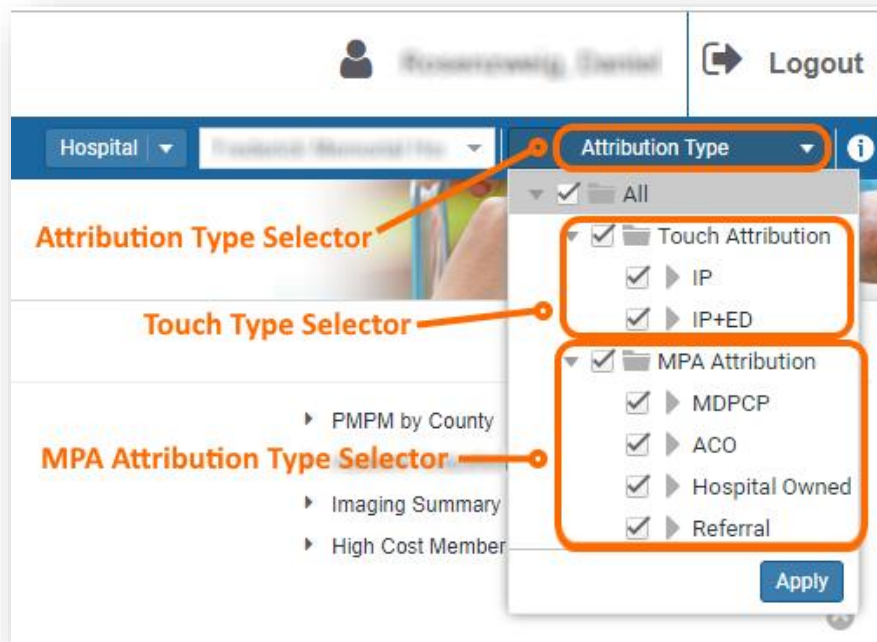 Logout
Hospital
Attribution Type
All
Attribution Type Selector
Touch Attribution
IP
Touch Type Selector
IP+ED
MPA Attribution
MDPCP
PMPM by County
ACO
MPA Attribution Type Selector
Hospital Owned
Imaging Summary
Referral
High Cost Member
Apply